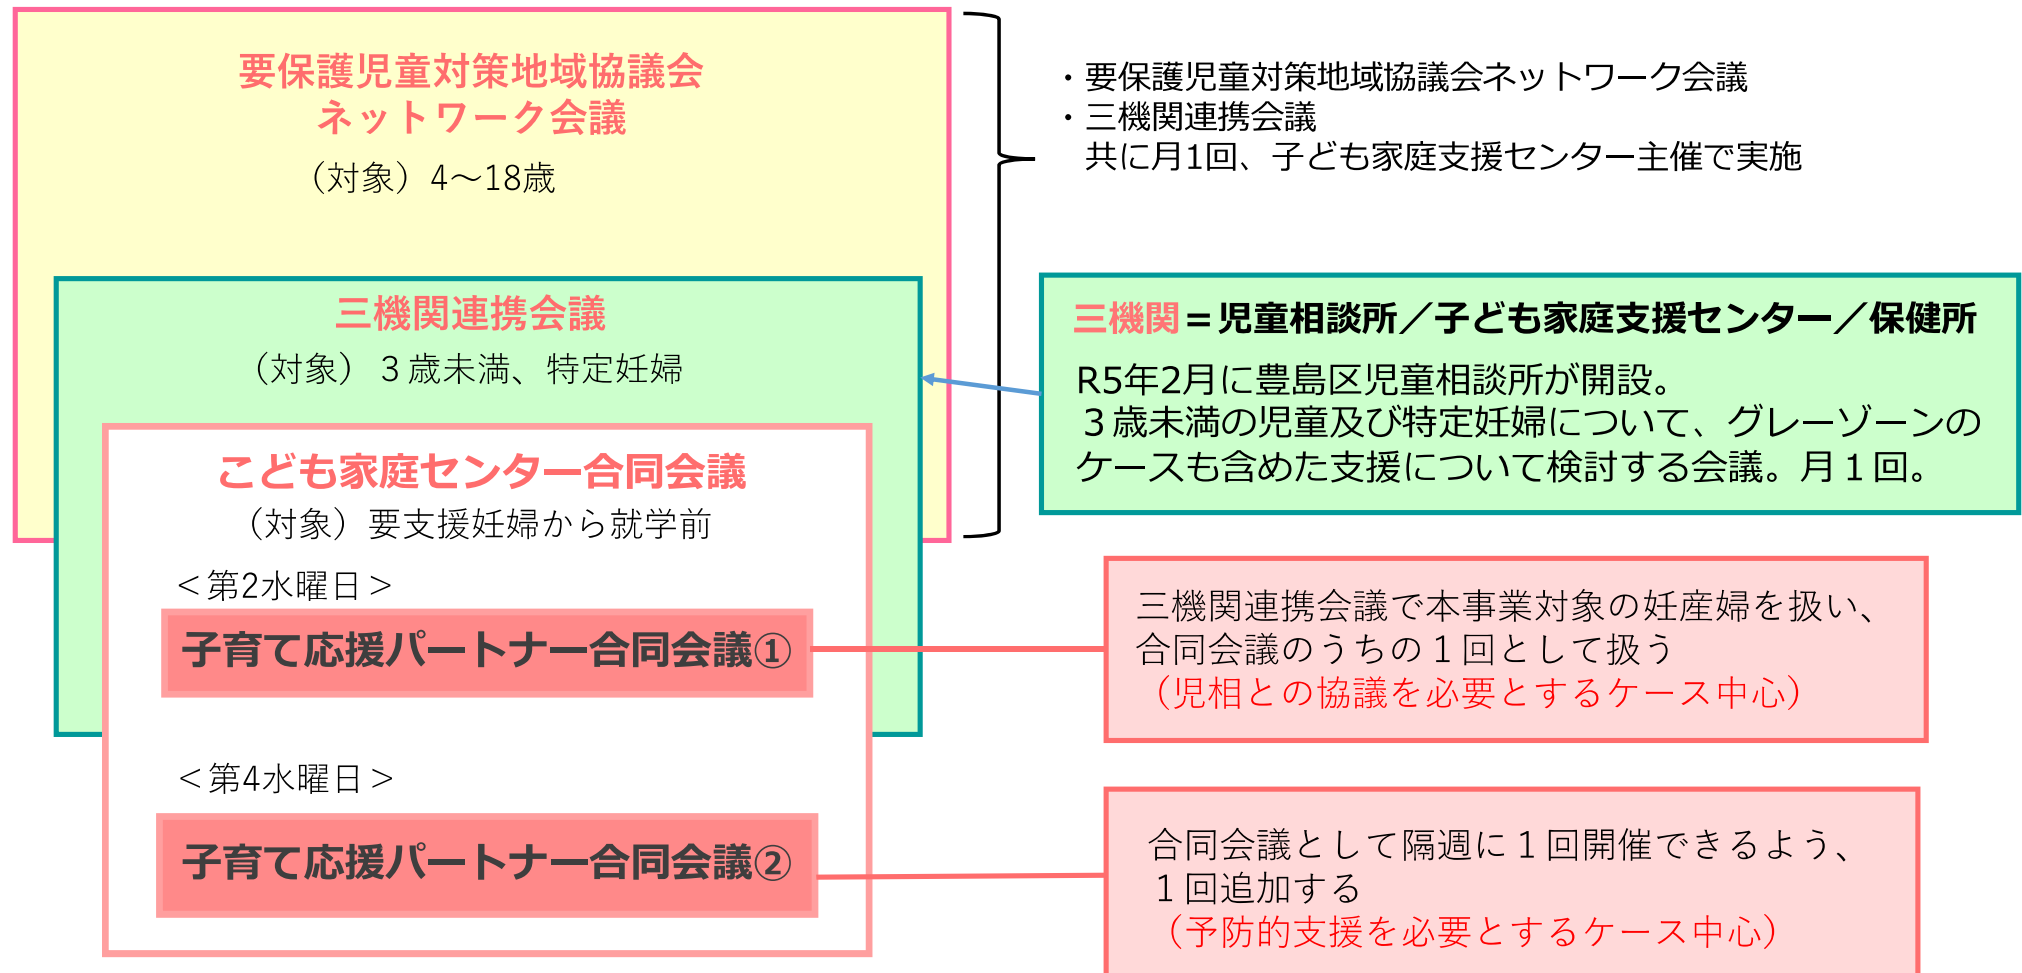 要保護児童対策地域協議会
ネットワーク会議
（対象）4～18歳
・要保護児童対策地域協議会ネットワーク会議
・三機関連携会議
共に月1回、子ども家庭支援センター主催で実施
三機関連携会議
（対象）３歳未満、特定妊婦
三機関＝児童相談所／子ども家庭支援センター／保健所
R5年2月に豊島区児童相談所が開設。
３歳未満の児童及び特定妊婦について、グレーゾーンの
ケースも含めた支援について検討する会議。月１回。
こども家庭センター合同会議
（対象）要支援妊婦から就学前
＜第2水曜日＞
子育て応援パートナー合同会議①
三機関連携会議で本事業対象の妊産婦を扱い、
合同会議のうちの１回として扱う
（児相との協議を必要とするケース中心）
＜第4水曜日＞
子育て応援パートナー合同会議②
合同会議として隔週に１回開催できるよう、
１回追加する
（予防的支援を必要とするケース中心）